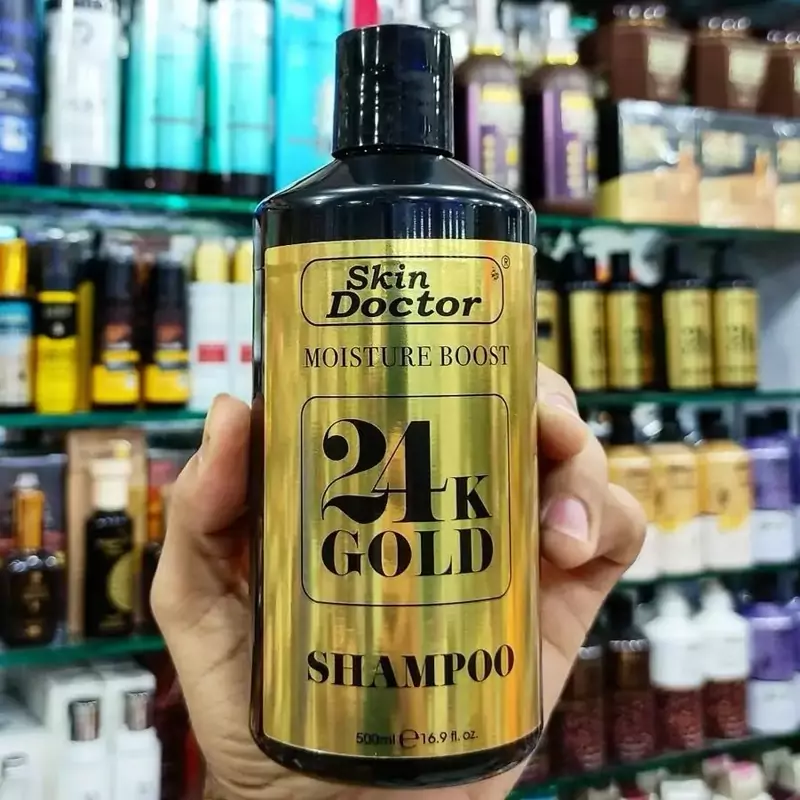 Skin
Doctor ®
MOISTURE BOOST
24K
GOLD
SHAMPOO
500ml ℮ 16.9 fl. oz.